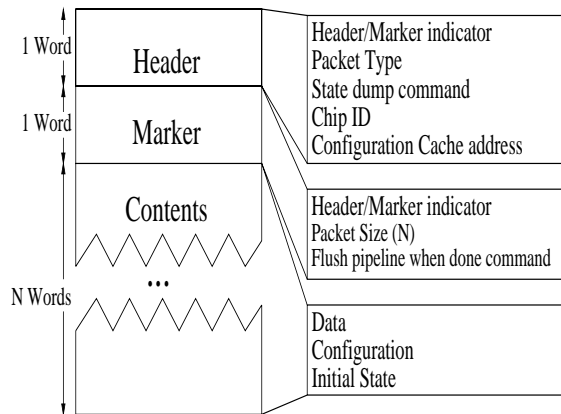 1 Word
Header
Header/Marker indicator
Packet Type
State dump command
Chip ID
Configuration Cache address
1 Word
Marker
Header/Marker indicator
Packet Size (N)
Flush pipeline when done command
N Words
Contents
...
Data
Configuration
Initial State